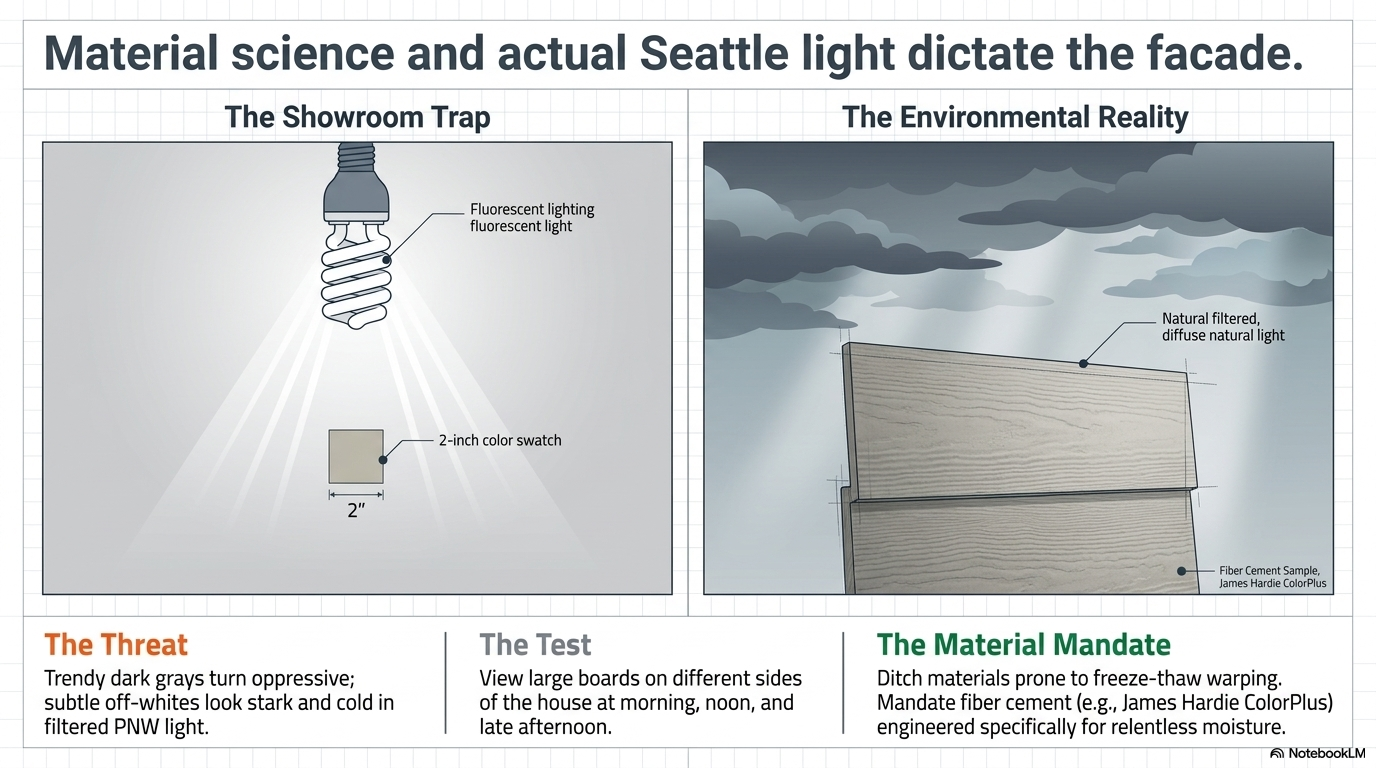 Material science and actual Seattle light dictate the facade.
The Showroom Trap
Fluorescent lighting
fluorescent light
2-inch color swatch
2"
The Environmental Reality
Natural filtered,
diffuse natural light
Fiber Cement Sample,
James Hardie ColorPlus
The Threat
Trendy dark grays turn oppressive;
subtle off-whites look stark and cold in
filtered PNW light.
The Test
View large boards on different sides
of the house at morning, noon, and
late afternoon.
The Material Mandate
Ditch materials prone to freeze-thaw warping.
Mandate fiber cement (e.g., James Hardie ColorPlus)
engineered specifically for relentless moisture.
NotebookLM